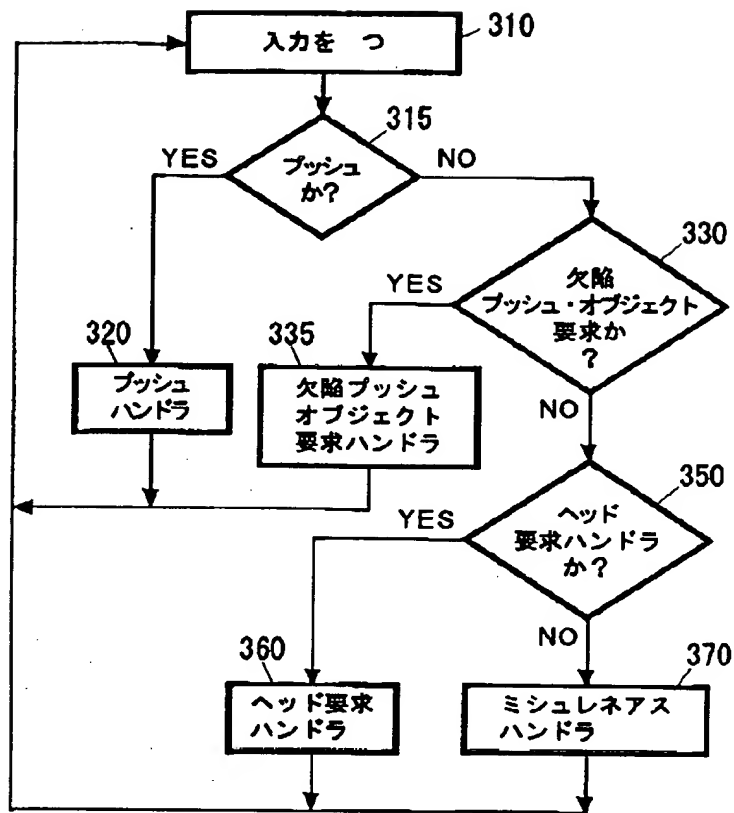 入力を つ
310
315
YES
プッシュ
か?
NO
330
欠陥
プッシュ・オブジェクト
要求か
?
YES
320
プッシュ
ハンドラ
335
欠陥プッシュ
オブジェクト
要求ハンドラ
NO
350
ヘッド
要求ハンドラ
か?
YES
NO
360
ヘッド要求
ハンドラ
370
ミシュレネアス
ハンドラ